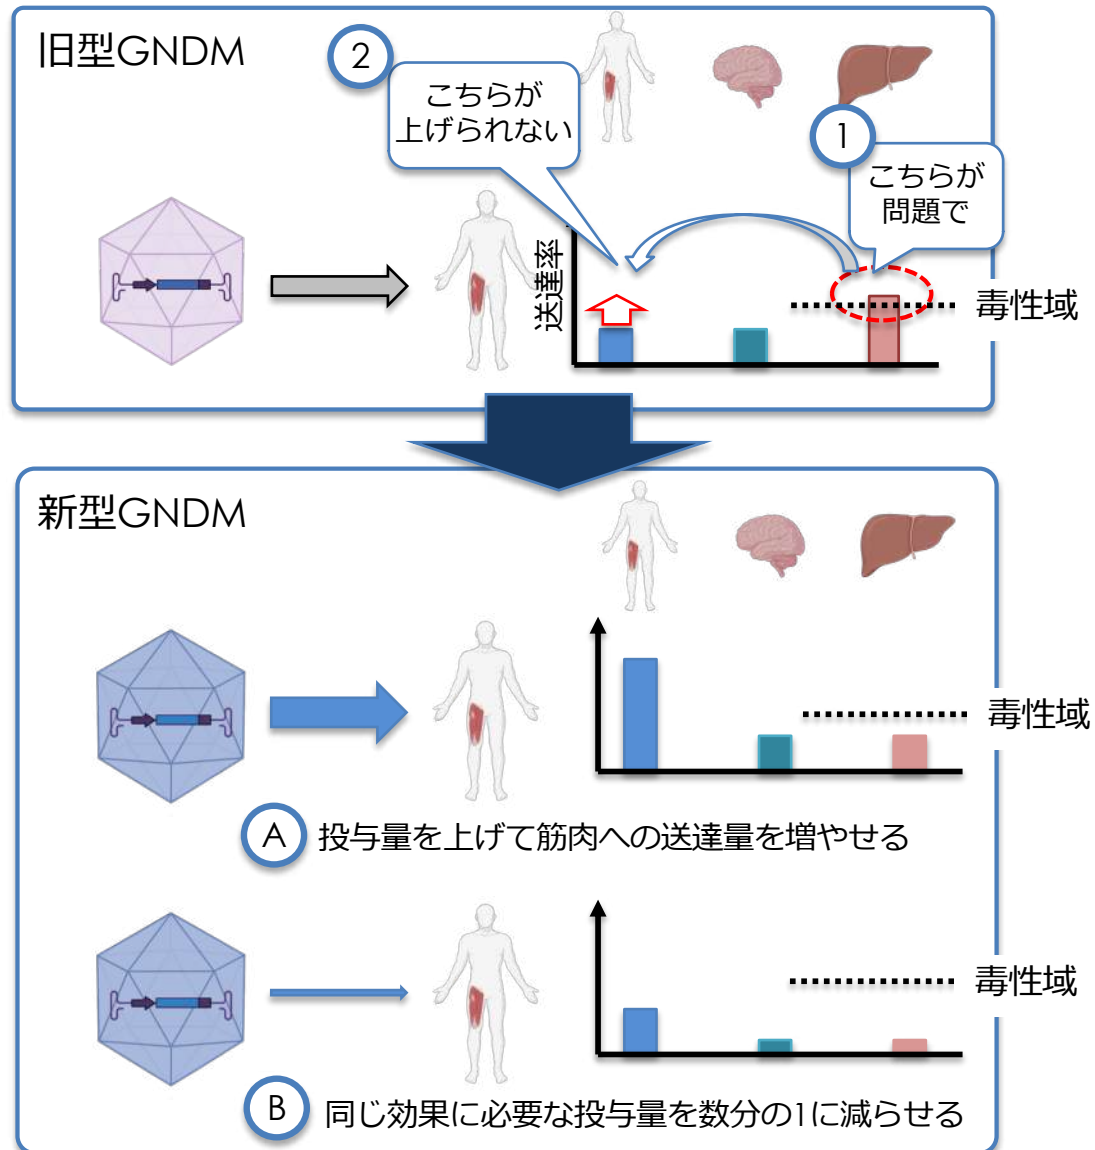 旧型GNDM
2
こちらが
上げられない
1
こちらが
問題で
送達率
毒性域
新型GNDM
毒性域
A 投与量を上げて筋肉への送達量を増やせる
毒性域
B 同じ効果に必要な投与量を数分の1に減らせる